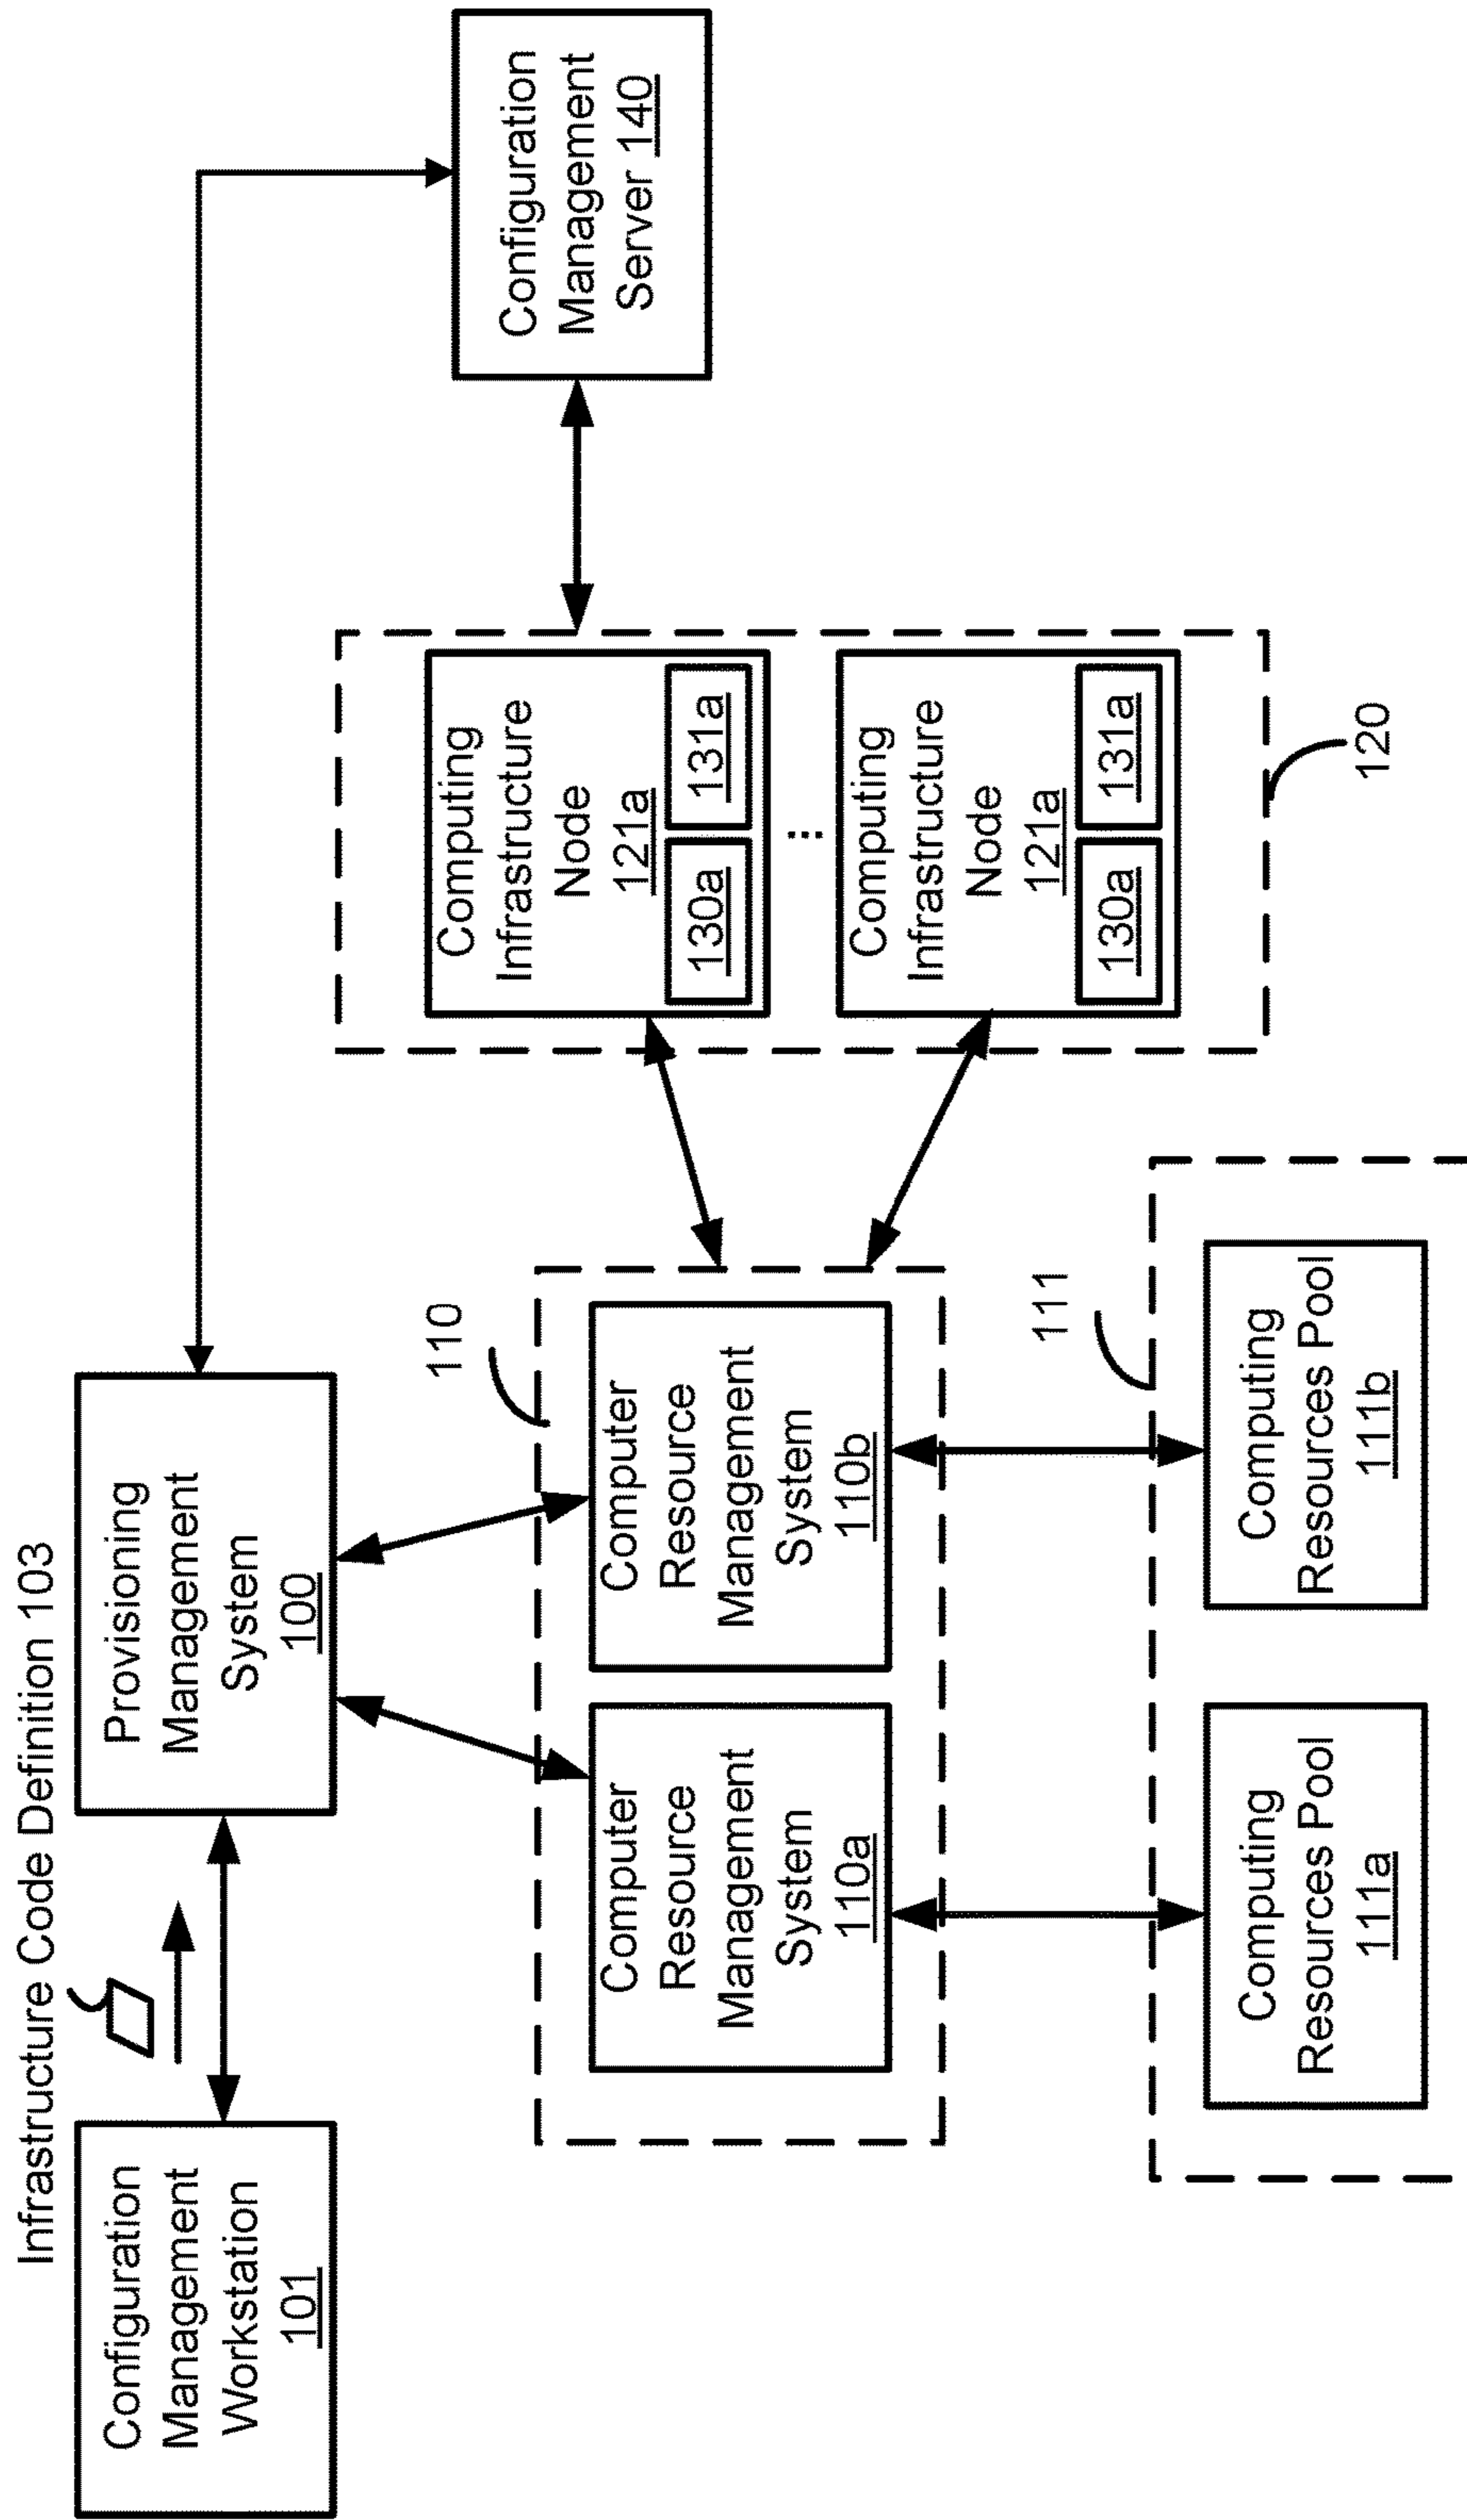 Infrastructure Code Definition 103
Configuration
Management
Workstation
101
Provisioning
Management
System
100
Configuration
Management
Server 140
110
Computer
Resource
Management
System
110a
Computer
Resource
Management
System
110b
Computing
Infrastructure
Node
121a
130a
131a
...
Computing
Infrastructure
Node
121a
130a
131a
120
111
Computing
Resources Pool
111a
Computing
Resources Pool
111b